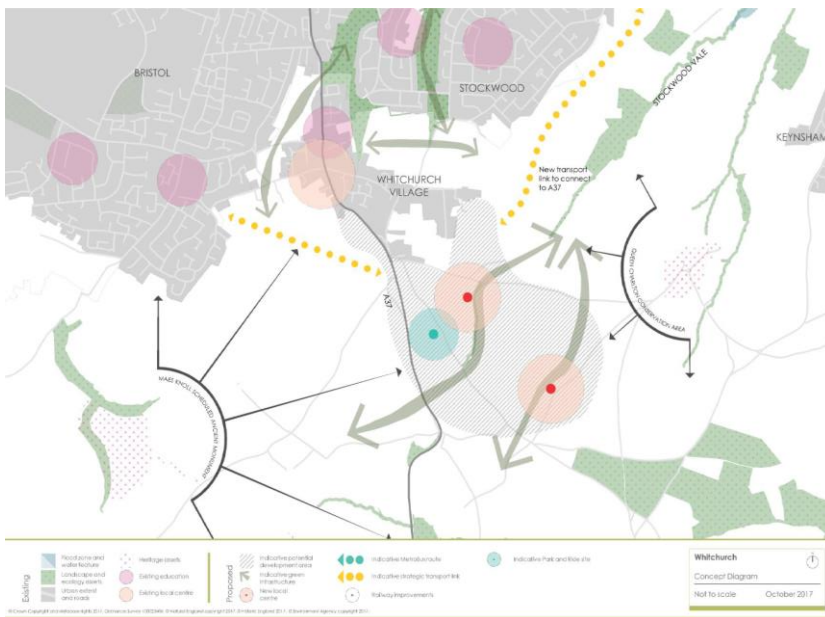 BRISTOL
STOCKWOOD
STOCKWOOD VALE
KEYNSHAM
WHITCHURCH
VILLAGE
New transport
link to connect
to A37
A37
QUEEN CHARLTON CONSERVATION AREA
MAES KNOLL SCHEDULED ANCIENT MONUMENT
Existing
Floodzone and
water feature
Landscape and
ecology assets
Urban extent
and roads
Heritage assets
Existing education
Existing local centre
Proposed
Indicative potential
development area
Indicative green
infrastructure
New local
centre
Indicative Metrobus route
Indicative strategic transport link
Railway improvements
Indicative Park and Ride site
Whitchurch
Concept Diagram
Not to scale
October 2017